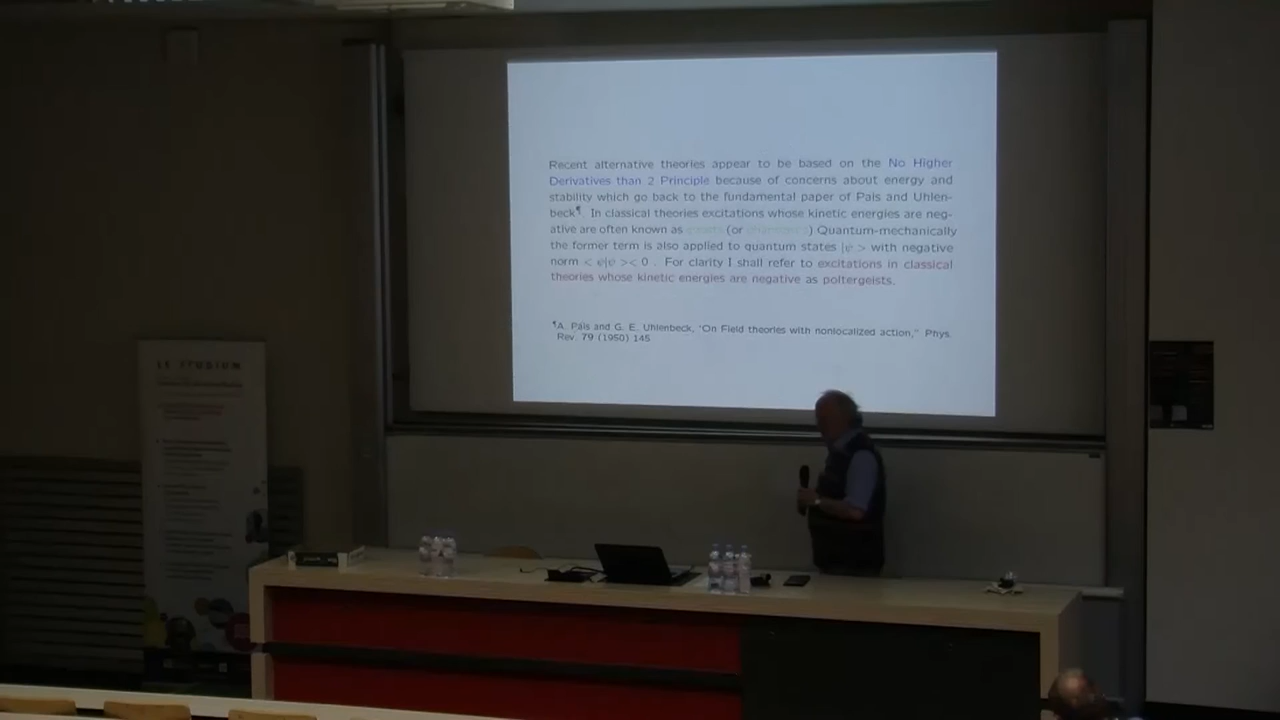 Recent alternative theories appear to be based on the No Higher
Derivatives than 2 Principle because of concerns about energy and
stability which go back to the fundamental paper of Pais and Uhlen-
beck¶. In classical theories excitations whose kinetic energies are neg-
ative are often known as (or ) Quantum-mechanically
the former term is also applied to quantum states |ψ > with negative
norm < ψ|ψ >< 0 . For clarity I shall refer to excitations in classical
theories whose kinetic energies are negative as poltergeists.
¶A. Pais and G. E. Uhlenbeck, "On Field theories with nonlocalized action," Phys.
Rev. 79 (1950) 145
LE STUDIUM